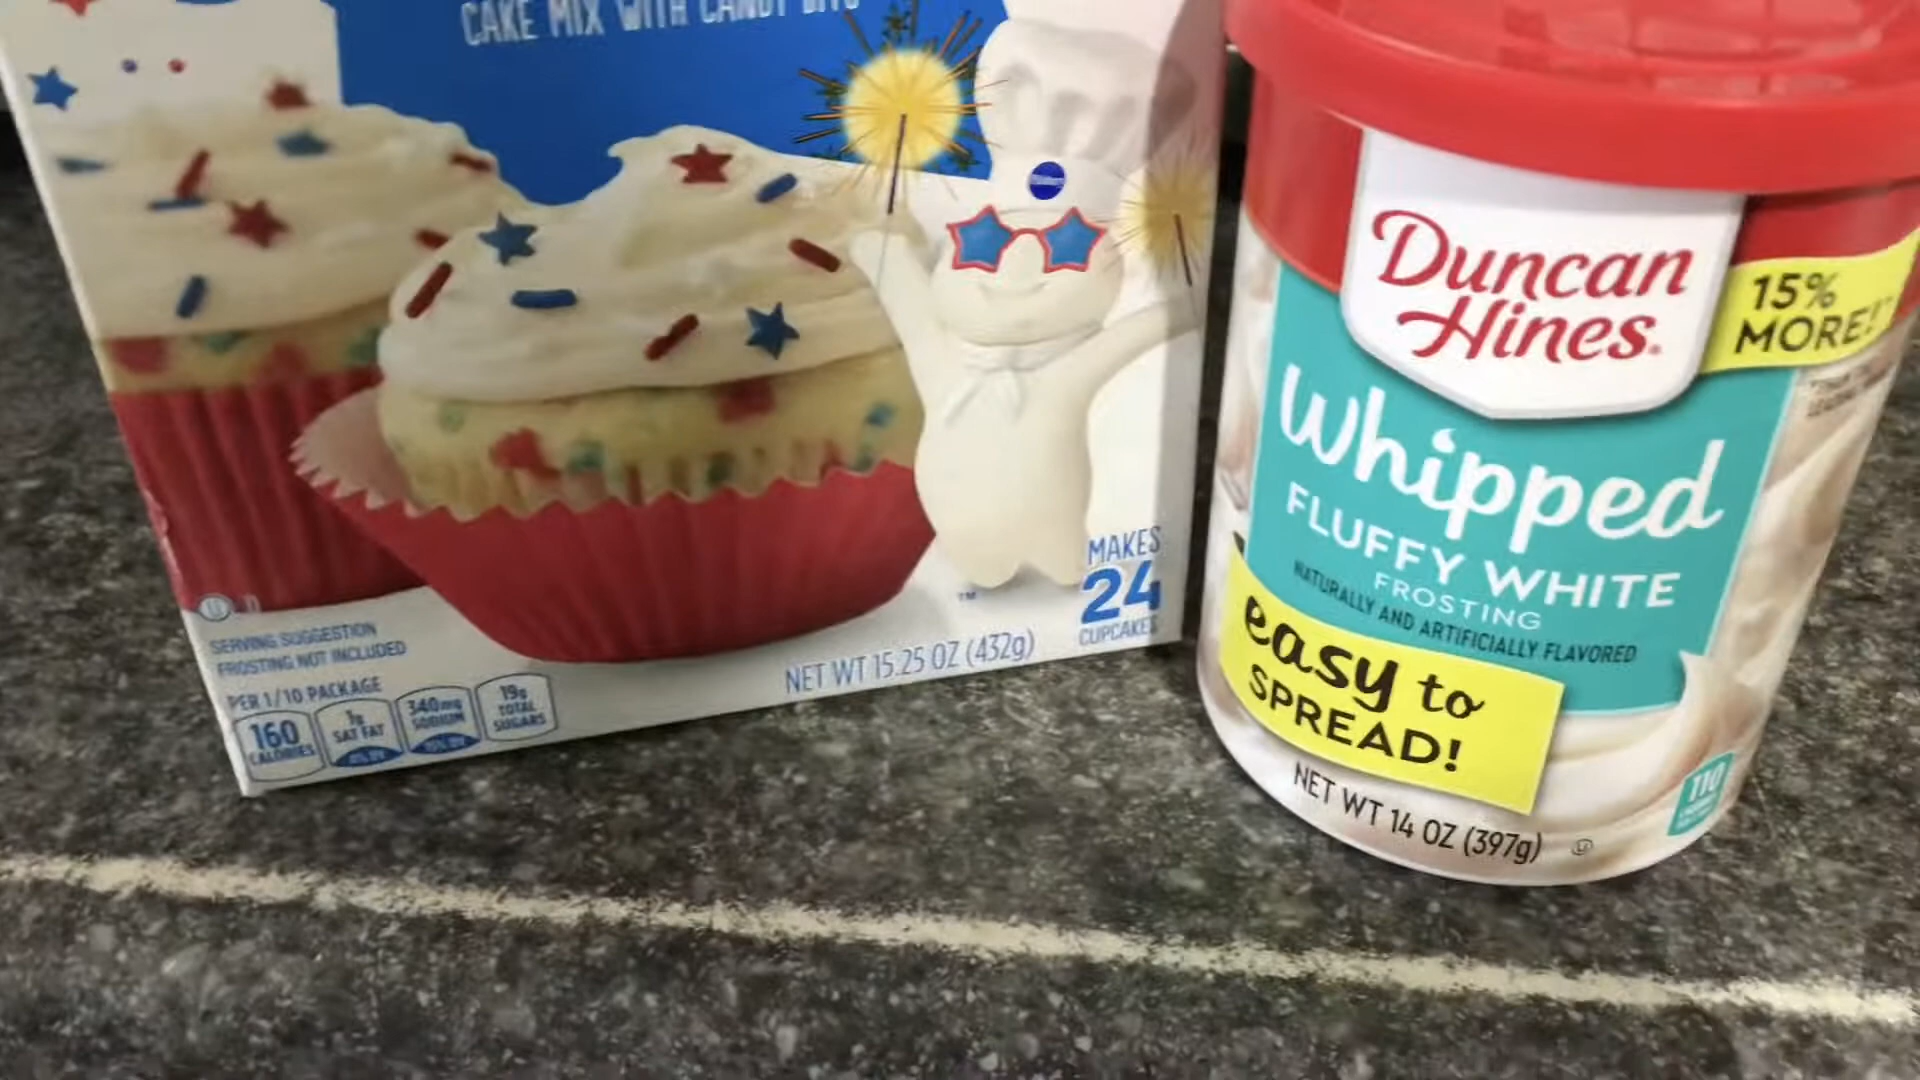 CAKE MIX WITH CANDY BITS
MAKES
24
CUPCAKES
SERVING SUGGESTION
FROSTING NOT INCLUDED
NET WT 15.25 OZ (432g)
PER 1/10 PACKAGE
160
CALORIES
1g
SAT FAT
340mg
SODIUM
19g
TOTAL
SUGARS
TM
Duncan
Hines®
15%
MORE!
Whipped
FLUFFY WHITE
FROSTING
NATURALLY AND ARTIFICIALLY FLAVORED
easy to
SPREAD!
NET WT 14 OZ (397g)
U
110